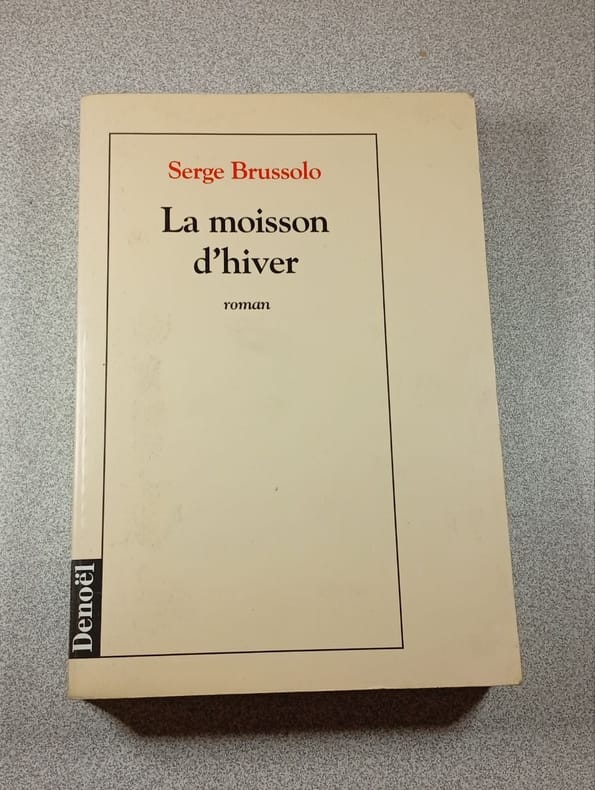 Serge Brussolo
La moisson
d'hiver
roman
Denoël